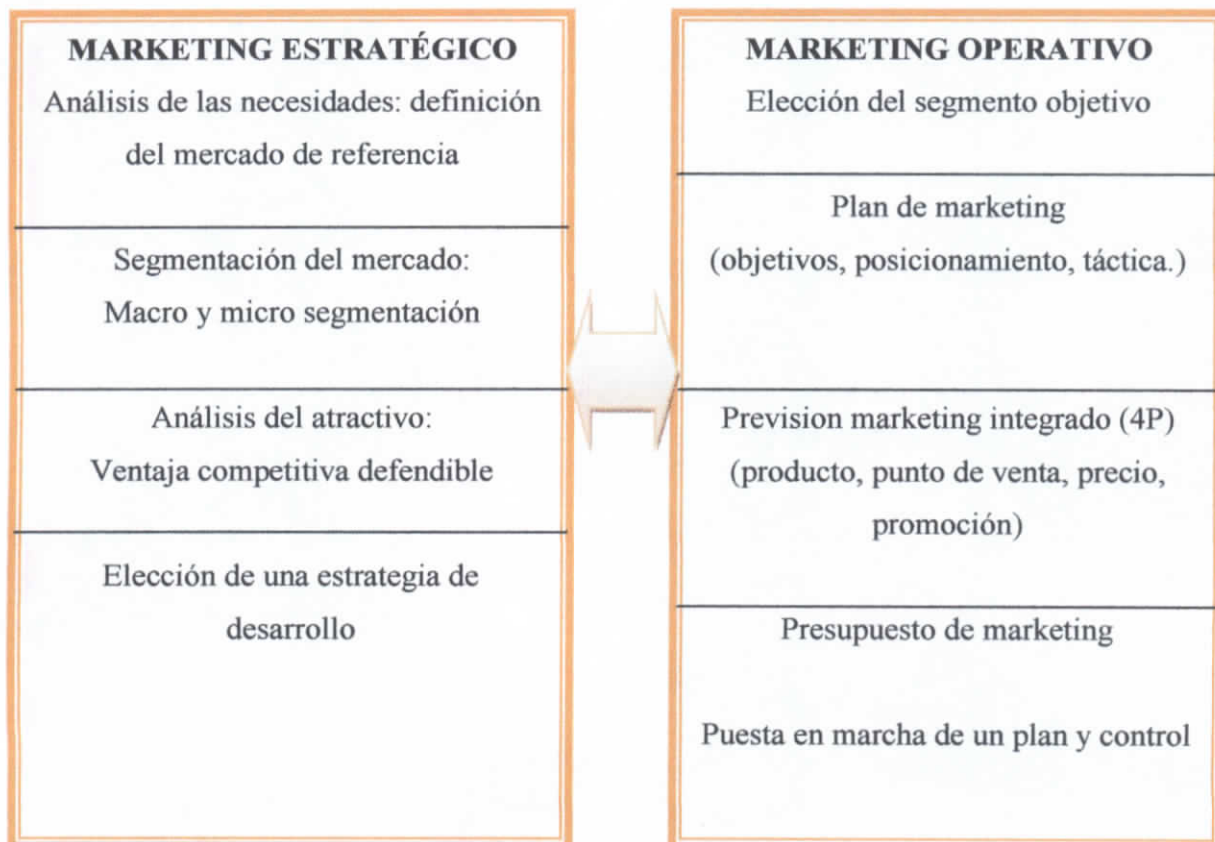 MARKETING ESTRATÉGICO
Análisis de las necesidades: definición
del mercado de referencia
Segmentación del mercado:
Macro y micro segmentación
Análisis del atractivo:
Ventaja competitiva defendible
Elección de una estrategia de
desarrollo
MARKETING OPERATIVO
Elección del segmento objetivo
Plan de marketing
(objetivos, posicionamiento, táctica.)
Prevision marketing integrado (4P)
(producto, punto de venta, precio,
promoción)
Presupuesto de marketing
Puesta en marcha de un plan y control